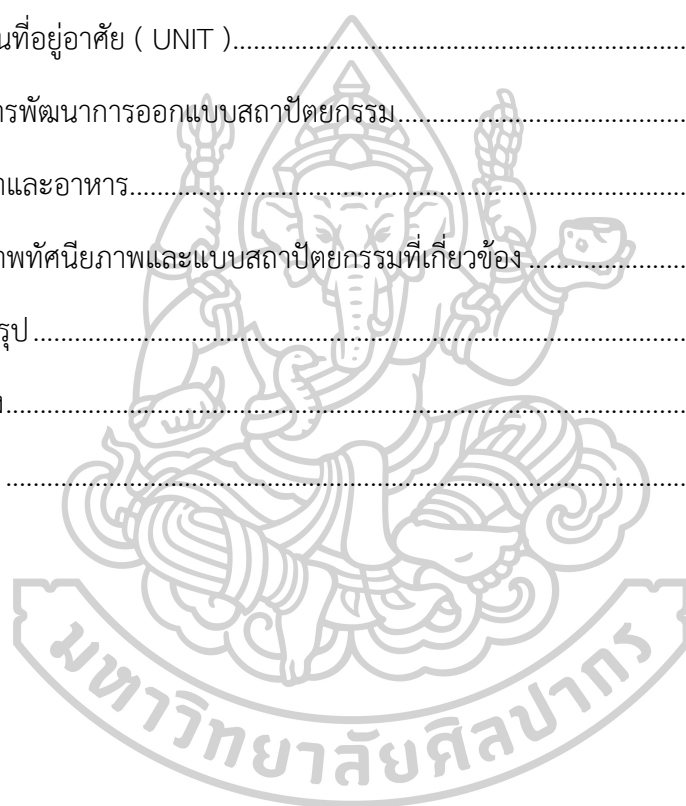 นที่อยู่อาศัย ( UNIT )
ารพัฒนาการออกแบบสถาปัตยกรรม
และอาหาร
าพทัศนียภาพและแบบสถาปัตยกรรมที่เกี่ยวข้อง
รุป
มหาวิทยาลัยศิลปากร